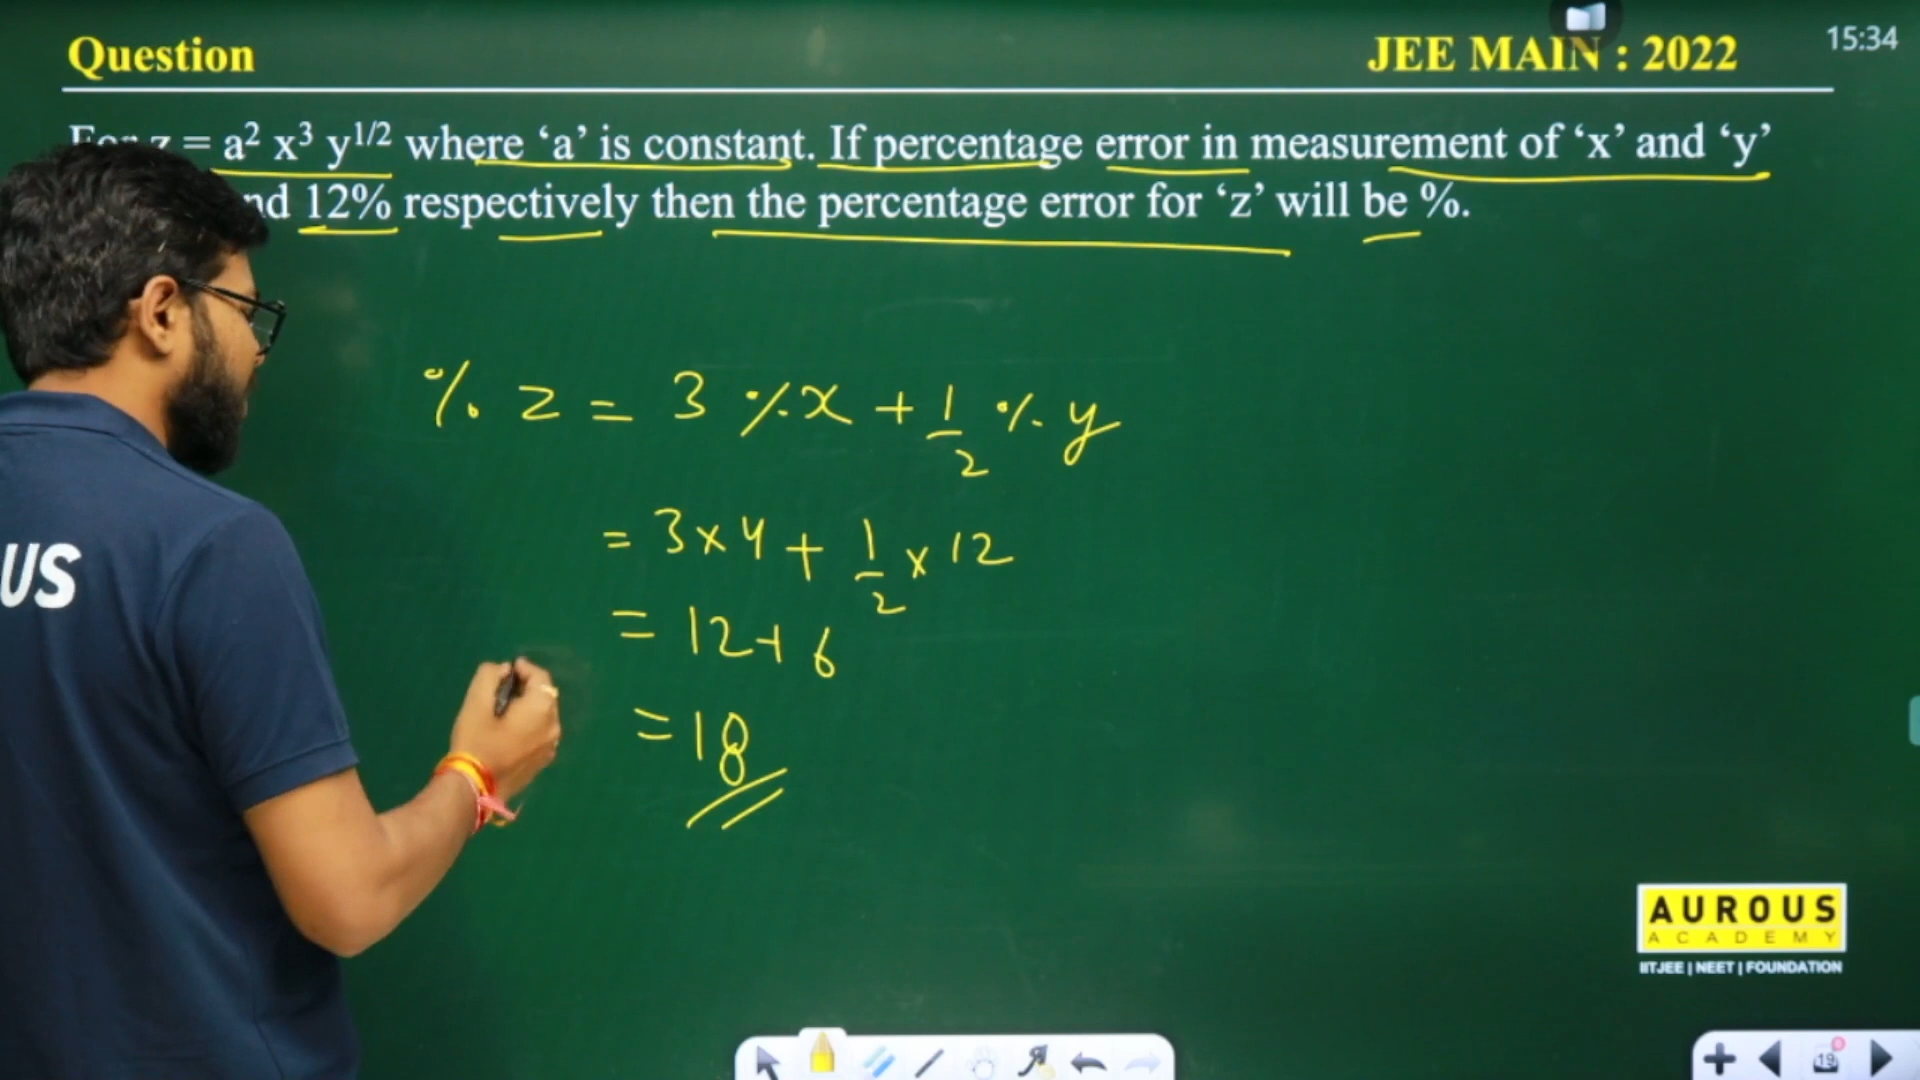 Question
JEE MAIN : 2022
15:34
For z = a² x³ y^1/2 where ‘a’ is constant. If percentage error in measurement of ‘x’ and ‘y’
nd 12% respectively then the percentage error for ‘z’ will be %.
% z = 3 % x + 1/2 % y
= 3 x 4 + 1/2 x 12
= 12 + 6
= 18
US
AUROUS
ACADEMY
IITJEE | NEET | FOUNDATION
19